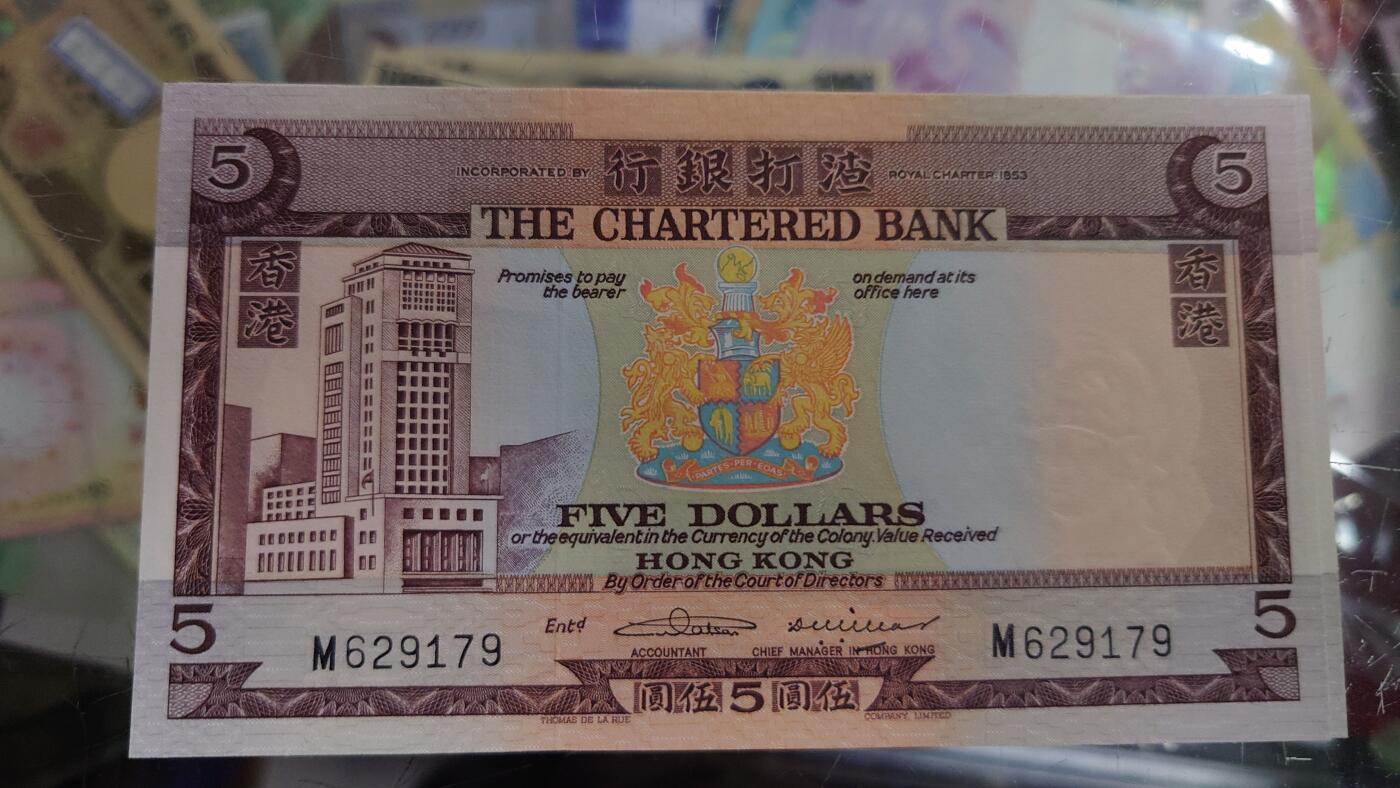 5 INCORPORATED BY 行銀打渣 ROYAL CHARTER.1853 5
THE CHARTERED BANK
香港
香港
Promises to pay
the bearer
on demand at its
office here
PARTES·PER·EOAS
FIVE DOLLARS
or the equivalent in the Currency of the Colony.Value Received
HONG KONG
By Order of the Court of Directors
5 5
M629179 Entd M629179
ACCOUNTANT CHIEF MANAGER IN HONG KONG
圓伍5圓伍
THOMAS DE LA RUE COMPANY, LIMITED